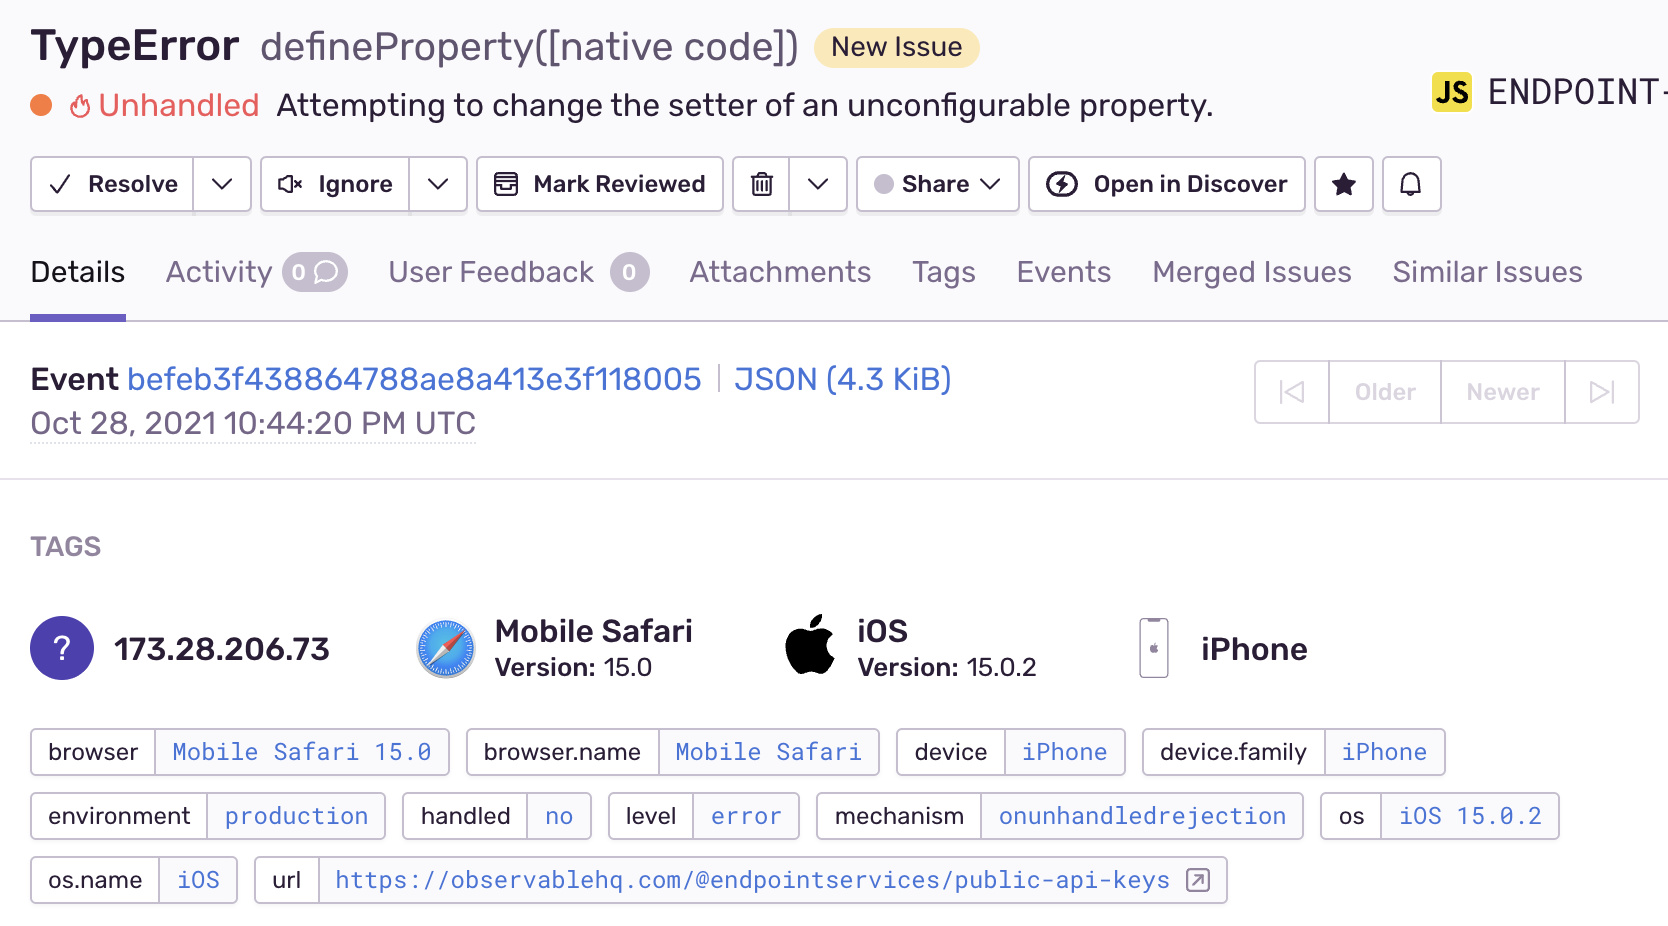 TypeError defineProperty([native code]) New Issue
Unhandled Attempting to change the setter of an unconfigurable property.
JS ENDPOINT-
Resolve Ignore Mark Reviewed Share Open in Discover
Details Activity 0 User Feedback 0 Attachments Tags Events Merged Issues Similar Issues
Event befeb3f438864788ae8a413e3f118005 JSON (4.3 KiB)
Oct 28, 2021 10:44:20 PM UTC
Older Newer
TAGS
? 173.28.206.73
Mobile Safari
Version: 15.0
iOS
Version: 15.0.2
iPhone
browser Mobile Safari 15.0 browser.name Mobile Safari device iPhone device.family iPhone
environment production handled no level error mechanism onunhandledrejection os iOS 15.0.2
os.name iOS url https://observablehq.com/@endpointservices/public-api-keys